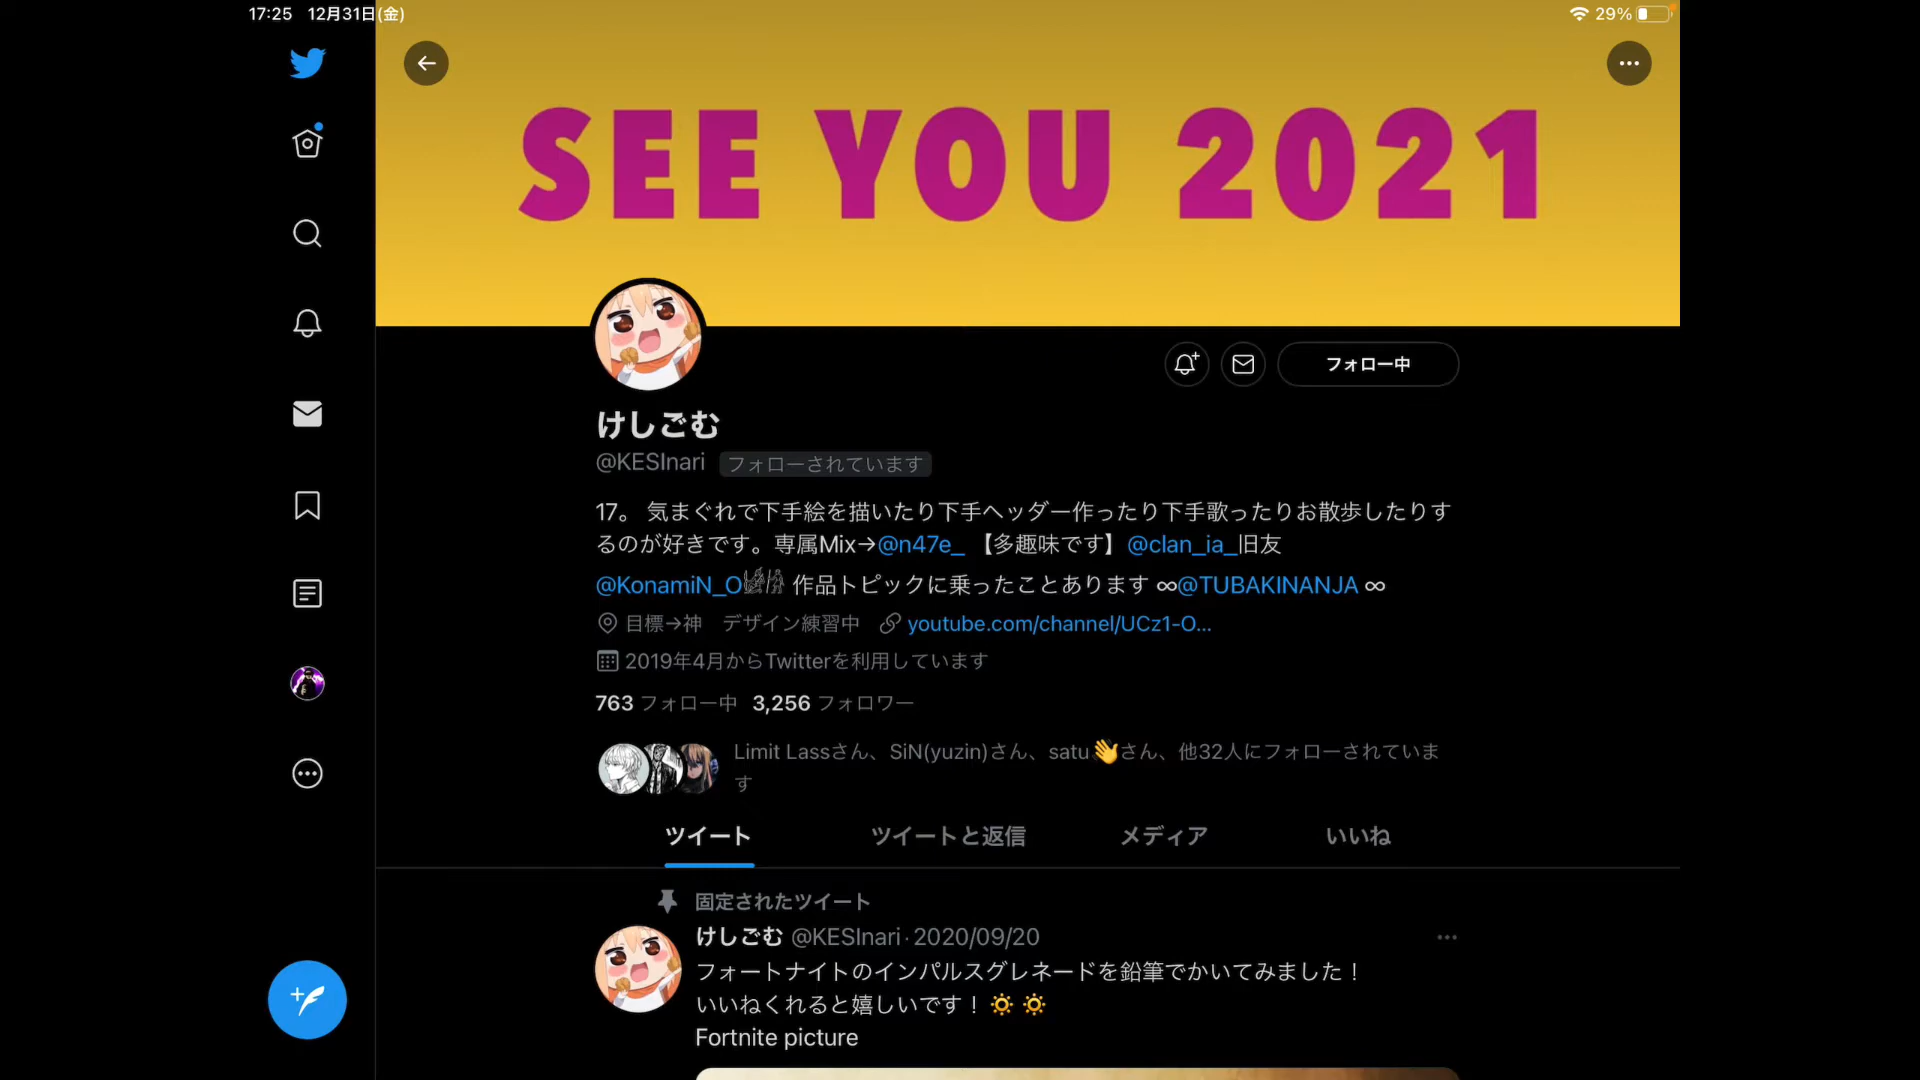 17:25 12月31日(金)
29%
SEE YOU 2021
フォロー中
けしごむ
@KESInari フォローされています
17。 気まぐれで下手絵を描いたり下手ヘッダー作ったり下手歌ったりお散歩したりす
るのが好きです。専属Mix→@n47e_ 【多趣味です】@clan_ia_旧友
@KonamiN_O 作品トピックに乗ったことあります ∞@TUBAKINANJA ∞
目標→神 デザイン練習中 youtube.com/channel/UCz1-O...
2019年4月からTwitterを利用しています
763 フォロー中 3,256 フォロワー
Limit Lassさん、SiN(yuzin)さん、satu👋さん、他32人にフォローされていま
す
ツイート ツイートと返信 メディア いいね
固定されたツイート
けしごむ @KESInari · 2020/09/20
フォートナイトのインパルスグレネードを鉛筆でかいてみました！
いいねくれると嬉しいです！🔅🔅
Fortnite picture